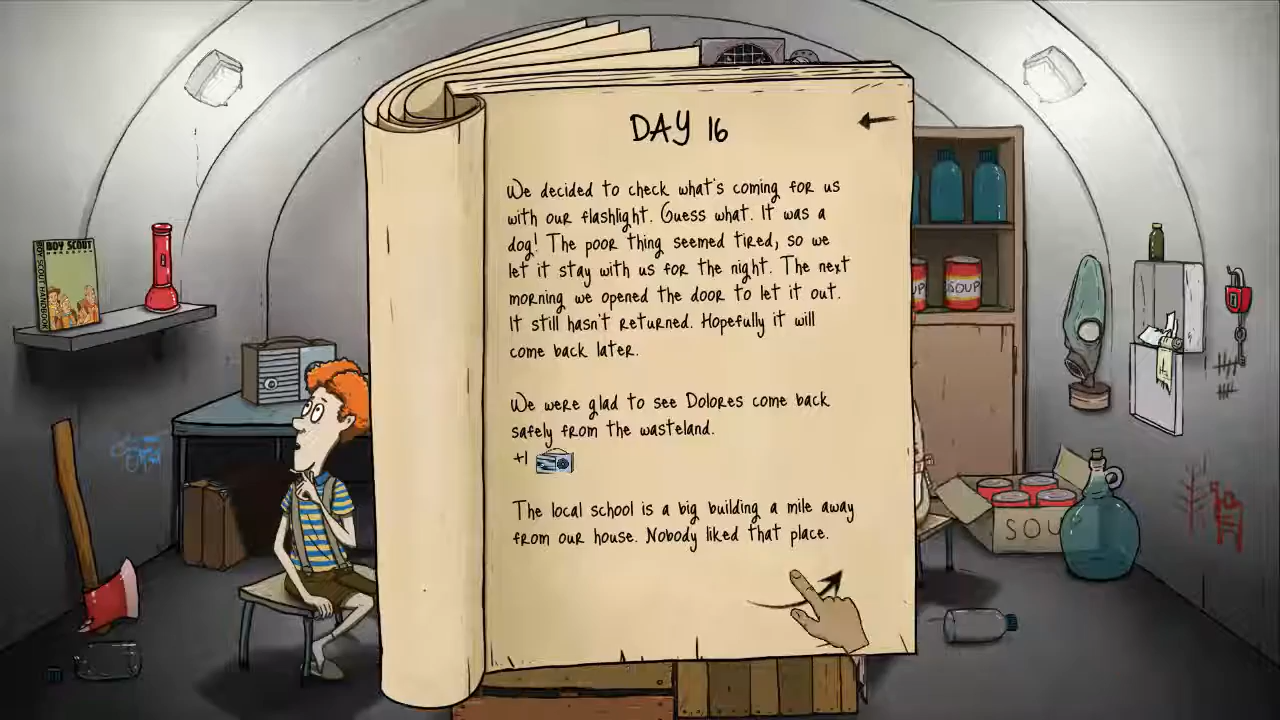 DAY 16
We decided to check what's coming for us
with our flashlight. Guess what. It was a
dog! The poor thing seemed tired, so we
let it stay with us for the night. The next
morning we opened the door to let it out.
It still hasn't returned. Hopefully it will
come back later.
We were glad to see Dolores come back
safely from the wasteland.
+1
The local school is a big building a mile away
from our house. Nobody liked that place.
BOY SCOUT
BOY SCOUT HANDBOOK
UP
SOUP
SOU